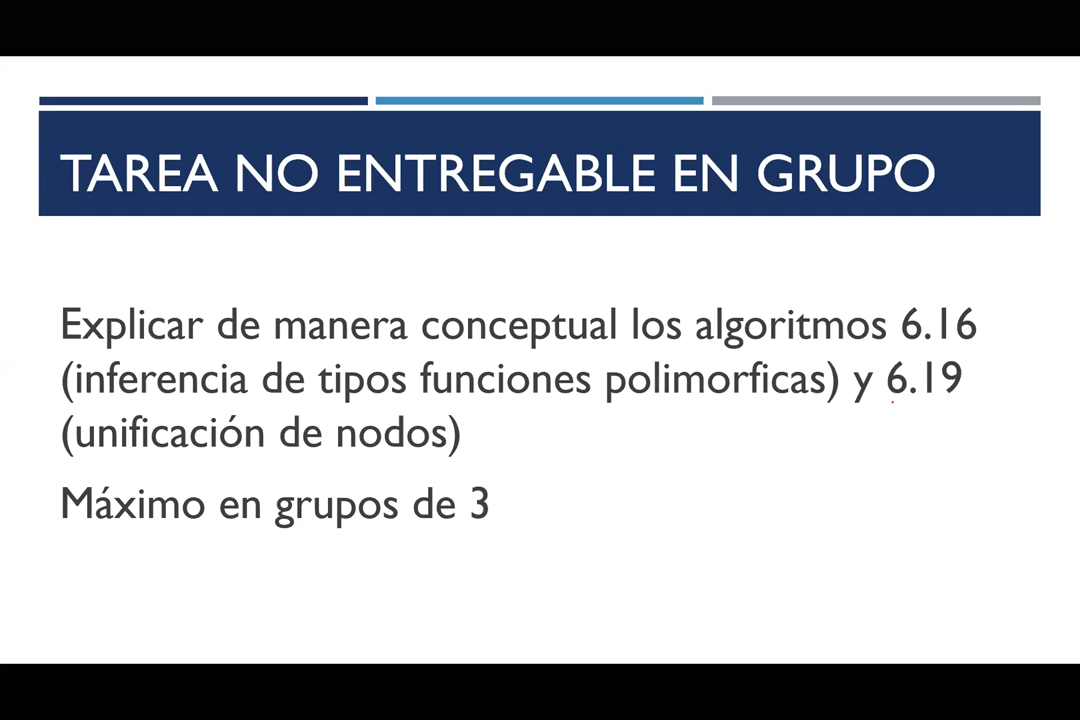 TAREA NO ENTREGABLE EN GRUPO
Explicar de manera conceptual los algoritmos 6.16
(inferencia de tipos funciones polimorficas) y 6.19
(unificación de nodos)
Máximo en grupos de 3